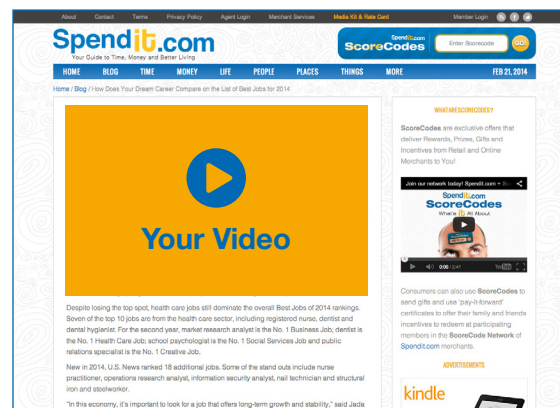 About Contact Terms Privacy Policy Agent Login Merchant Services Media Kit & Rate Card Member Login
Spendit.com
Your Guide to Time, Money and Better Living
Spendit.com
ScoreCodes
Enter Scorecode
GO!
HOME BLOG TIME MONEY LIFE PEOPLE PLACES THINGS MORE FEB 21, 2014
Home / Blog / How Does Your Dream Career Compare on the List of Best Jobs for 2014
Your Video
Despite losing the top spot, health care jobs still dominate the overall Best Jobs of 2014 rankings.
Seven of the top 10 jobs are from the health care sector, including registered nurse, dentist and
dental hygienist. For the second year, market research analyst is the No. 1 Business Job; dentist is
the No. 1 Health Care Job; school psychologist is the No. 1 Social Services Job and public
relations specialist is the No. 1 Creative Job.
New in 2014, U.S. News ranked 18 additional jobs. Some of the stand outs include nurse
practitioner, operations research analyst, information security analyst, nail technician and structural
iron and steelworker.
"In this economy, it's important to look for a job that offers long-term growth and stability," said Jada
WHAT ARE SCORECODES?
ScoreCodes are exclusive offers that
deliver Rewards, Prizes, Gifts and
Incentives from Retail and Online
Merchants to You!
Join our network today! Spendit.com + S
Spendit.com
ScoreCodes
What's it All About
0:00 / 2:41 YouTube
Consumers can also use ScoreCodes to
send gifts and use 'pay-it-forward'
certificates to offer their family and friends
incentives to redeem at participating
members in the ScoreCode Network of
Spendit.com merchants.
ADVERTISEMENTS
kindle